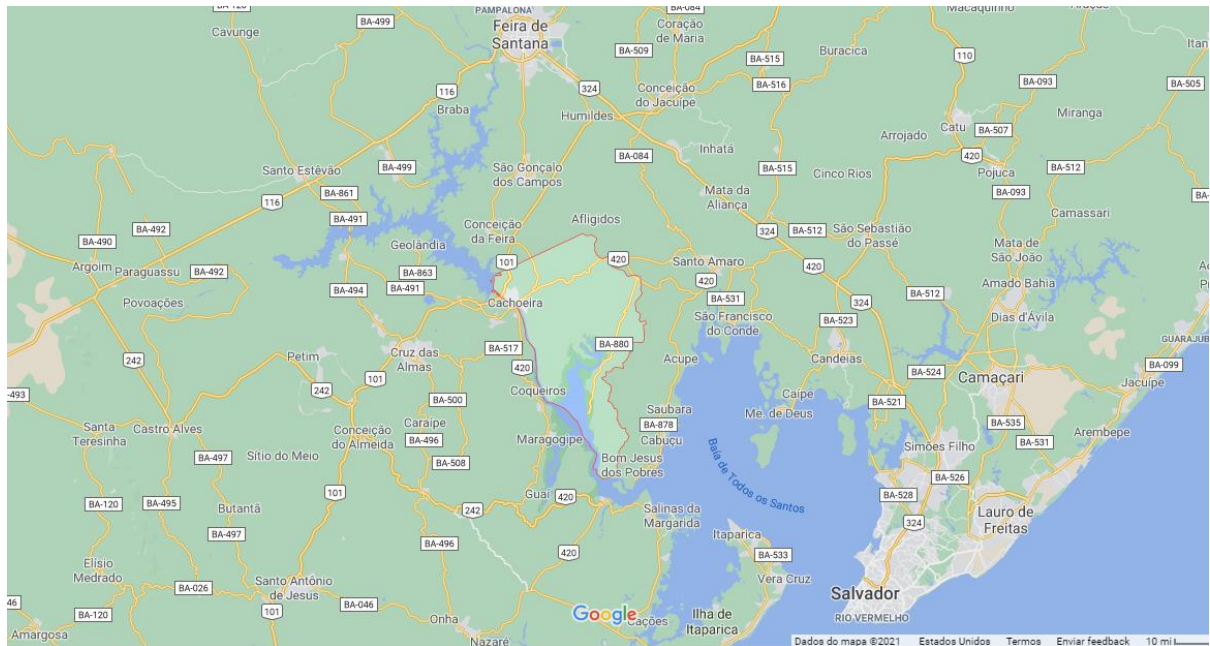 PAMPALONA
BA-084
Macaquinho
Araças
BA-499
Cavunge
Feira de
Santana
Coração
de Maria
BA-509
Buracica
110
BA-515
BA-093
BA-516
BA-505
116
324
Conceição
do Jacuipe
Braba
Humildes
Miranga
Catu
BA-507
Arrojado
BA-084
Inhatá
BA-499
São Gonçalo
dos Campos
BA-515
420
Pojuca
BA-512
Santo Estêvão
Cinco Rios
BA-093
BA-861
Mata da
Aliança
116
BA-491
Afligidos
Camassari
BA-492
Conceição
da Feira
324
BA-512
São Sebastião
do Passé
BA-490
Geolândia
Mata de
São João
Argoim
Paraguassu
BA-492
BA-863
101
420
Santo Amaro
420
BA-494
BA-491
420
Amado Bahia
BA-512
Povoações
Cachoeira
BA-531
324
Dias d'Ávila
São Francisco
do Conde
BA-523
BA-880
GUARAJUB
Petim
Cruz das
Almas
BA-517
Acupe
Candeias
242
420
BA-524
BA-099
101
Camaçari
Jacuípe
242
-493
Coqueiros
Caipe
BA-500
BA-521
Saubara
Me. de Deus
Santa
Teresinha
Castro Alves
Caraípe
BA-878
BA-535
Conceição
do Almeida
BA-496
Maragogipe
Cabuçu
Simões Filho
BA-531
Arembepe
Sítio do Meio
BA-497
BA-508
Bom Jesus
dos Pobres
Baía de Todos os Santos
BA-526
101
Guaí
420
BA-528
BA-120
BA-495
Butantã
242
Salinas da
Margarida
324
Lauro de
Freitas
BA-497
BA-496
Itaparica
420
BA-533
Elísio
Medrado
BA-026
Santo Antônio
de Jesus
Vera Cruz
Salvador
BA-046
BA-120
101
Onha
Google
Cações
Ilha de
Itaparica
RIO VERMELHO
Amargosa
Nazaré
Dados do mapa ©2021 Estados Unidos Termos Enviar feedback 10 mi